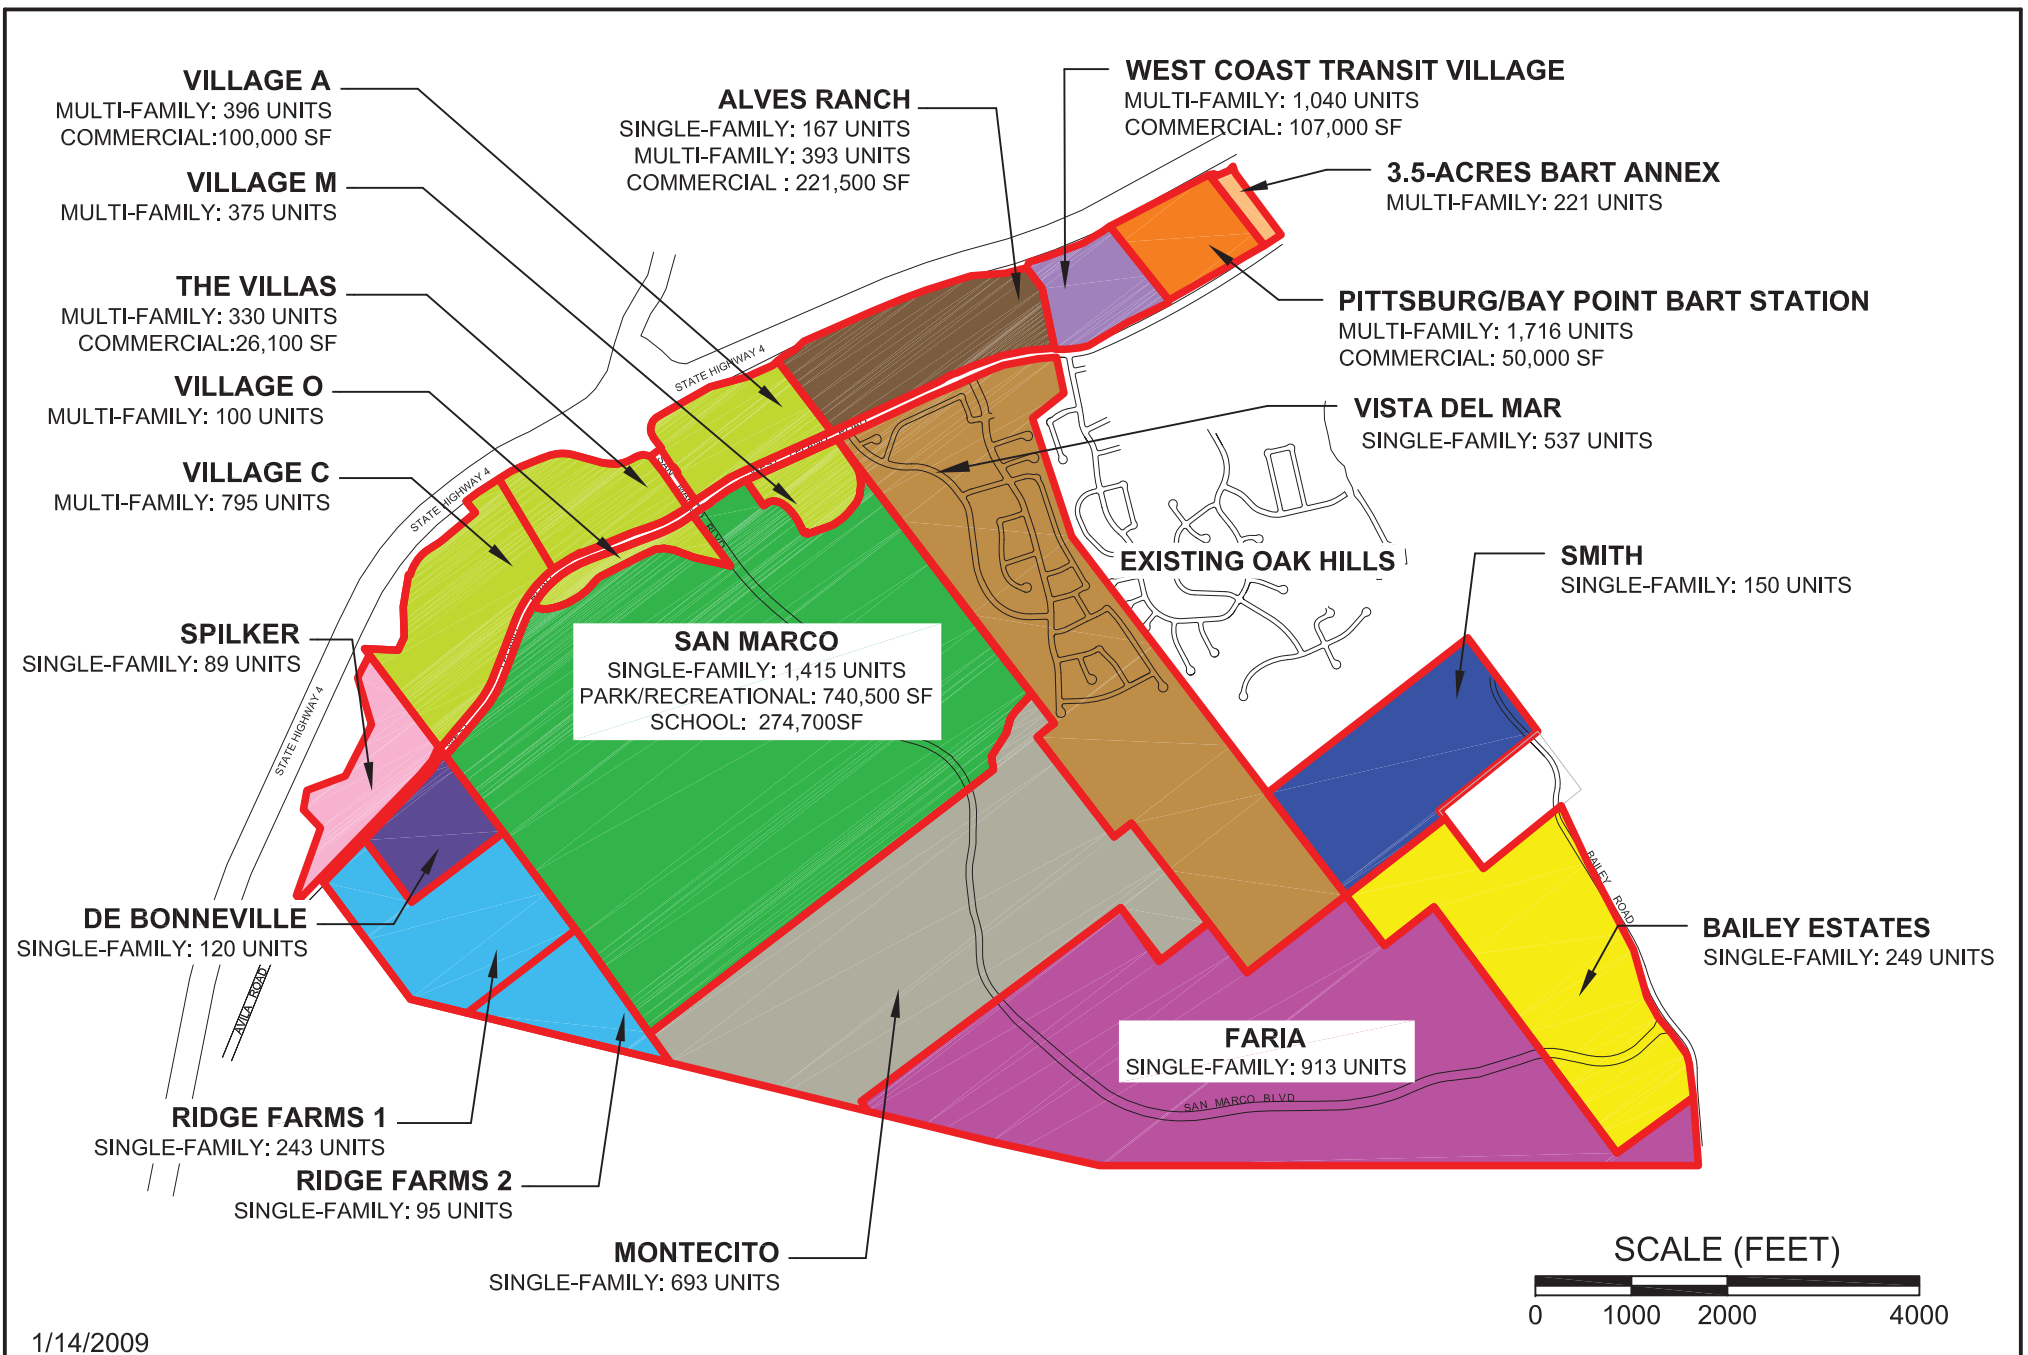 VILLAGE A
MULTI-FAMILY: 396 UNITS
COMMERCIAL:100,000 SF
VILLAGE M
MULTI-FAMILY: 375 UNITS
THE VILLAS
MULTI-FAMILY: 330 UNITS
COMMERCIAL:26,100 SF
VILLAGE O
MULTI-FAMILY: 100 UNITS
VILLAGE C
MULTI-FAMILY: 795 UNITS
SPILKER
SINGLE-FAMILY: 89 UNITS
DE BONNEVILLE
SINGLE-FAMILY: 120 UNITS
RIDGE FARMS 1
SINGLE-FAMILY: 243 UNITS
RIDGE FARMS 2
SINGLE-FAMILY: 95 UNITS
MONTECITO
SINGLE-FAMILY: 693 UNITS
ALVES RANCH
SINGLE-FAMILY: 167 UNITS
MULTI-FAMILY: 393 UNITS
COMMERCIAL : 221,500 SF
WEST COAST TRANSIT VILLAGE
MULTI-FAMILY: 1,040 UNITS
COMMERCIAL: 107,000 SF
3.5-ACRES BART ANNEX
MULTI-FAMILY: 221 UNITS
PITTSBURG/BAY POINT BART STATION
MULTI-FAMILY: 1,716 UNITS
COMMERCIAL: 50,000 SF
VISTA DEL MAR
SINGLE-FAMILY: 537 UNITS
EXISTING OAK HILLS
SMITH
SINGLE-FAMILY: 150 UNITS
BAILEY ESTATES
SINGLE-FAMILY: 249 UNITS
SAN MARCO
SINGLE-FAMILY: 1,415 UNITS
PARK/RECREATIONAL: 740,500 SF
SCHOOL: 274,700SF
FARIA
SINGLE-FAMILY: 913 UNITS
STATE HIGHWAY 4
STATE HIGHWAY 4
STATE HIGHWAY 4
AVILA ROAD
BAILEY ROAD
SAN MARCO BLVD
BLVD
SCALE (FEET)
0 1000 2000 4000
1/14/2009